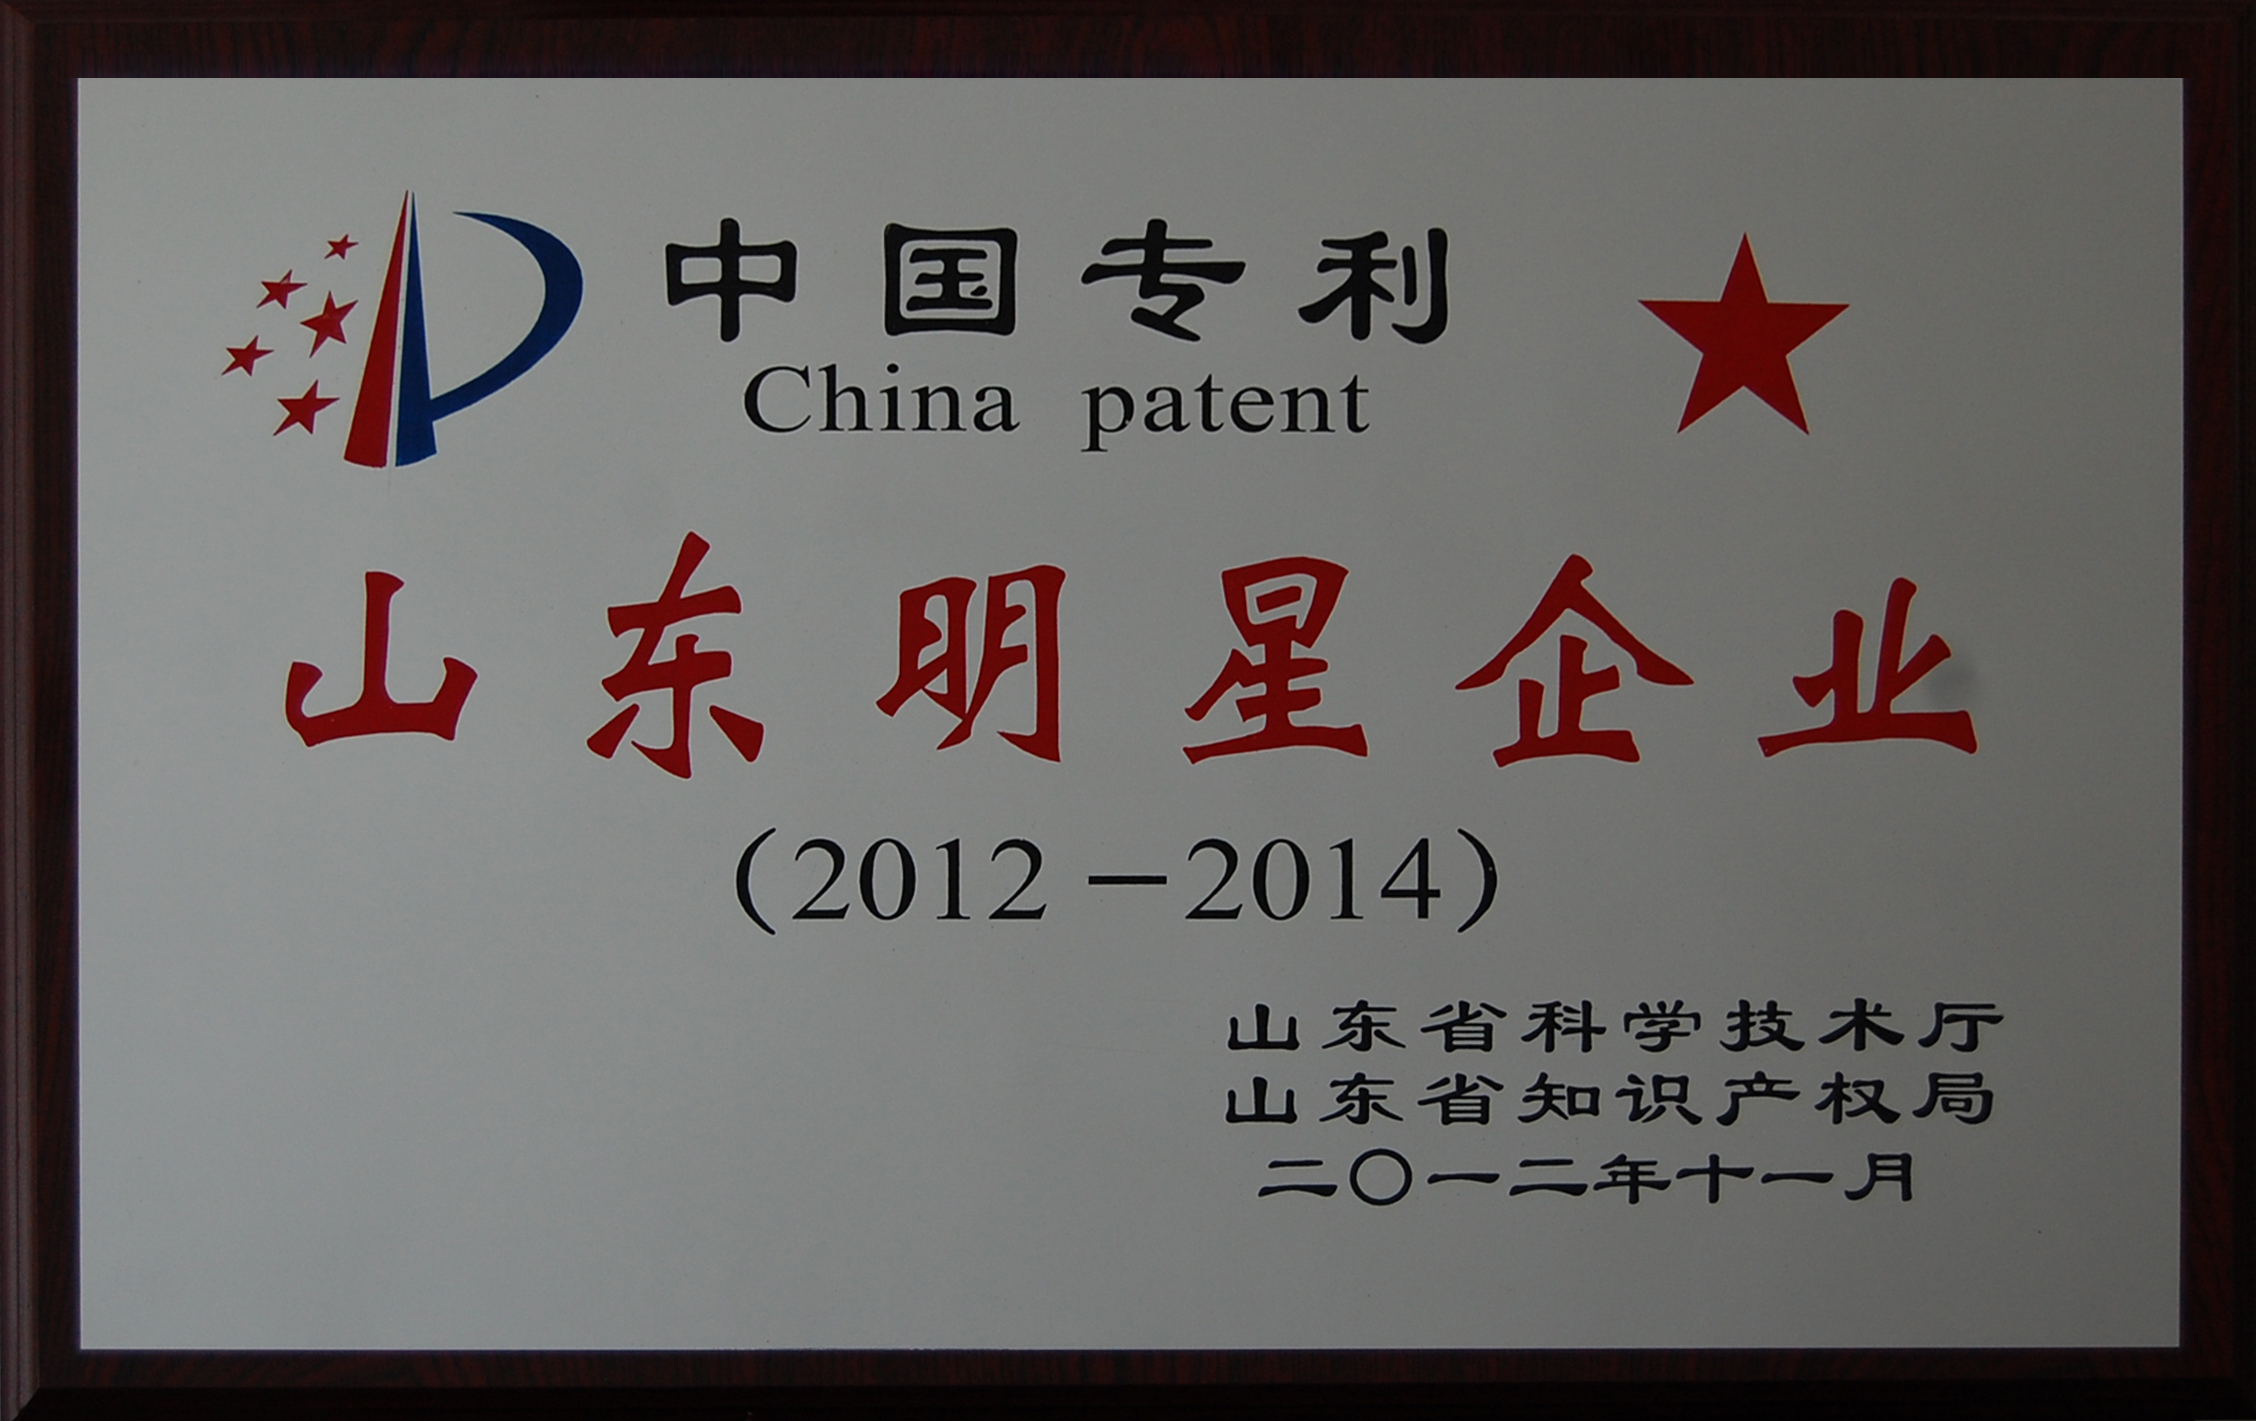 中国专利
China patent
山东明星企业
(2012-2014)
山东省科学技术厅
山东省知识产权局
二〇一二年十一月